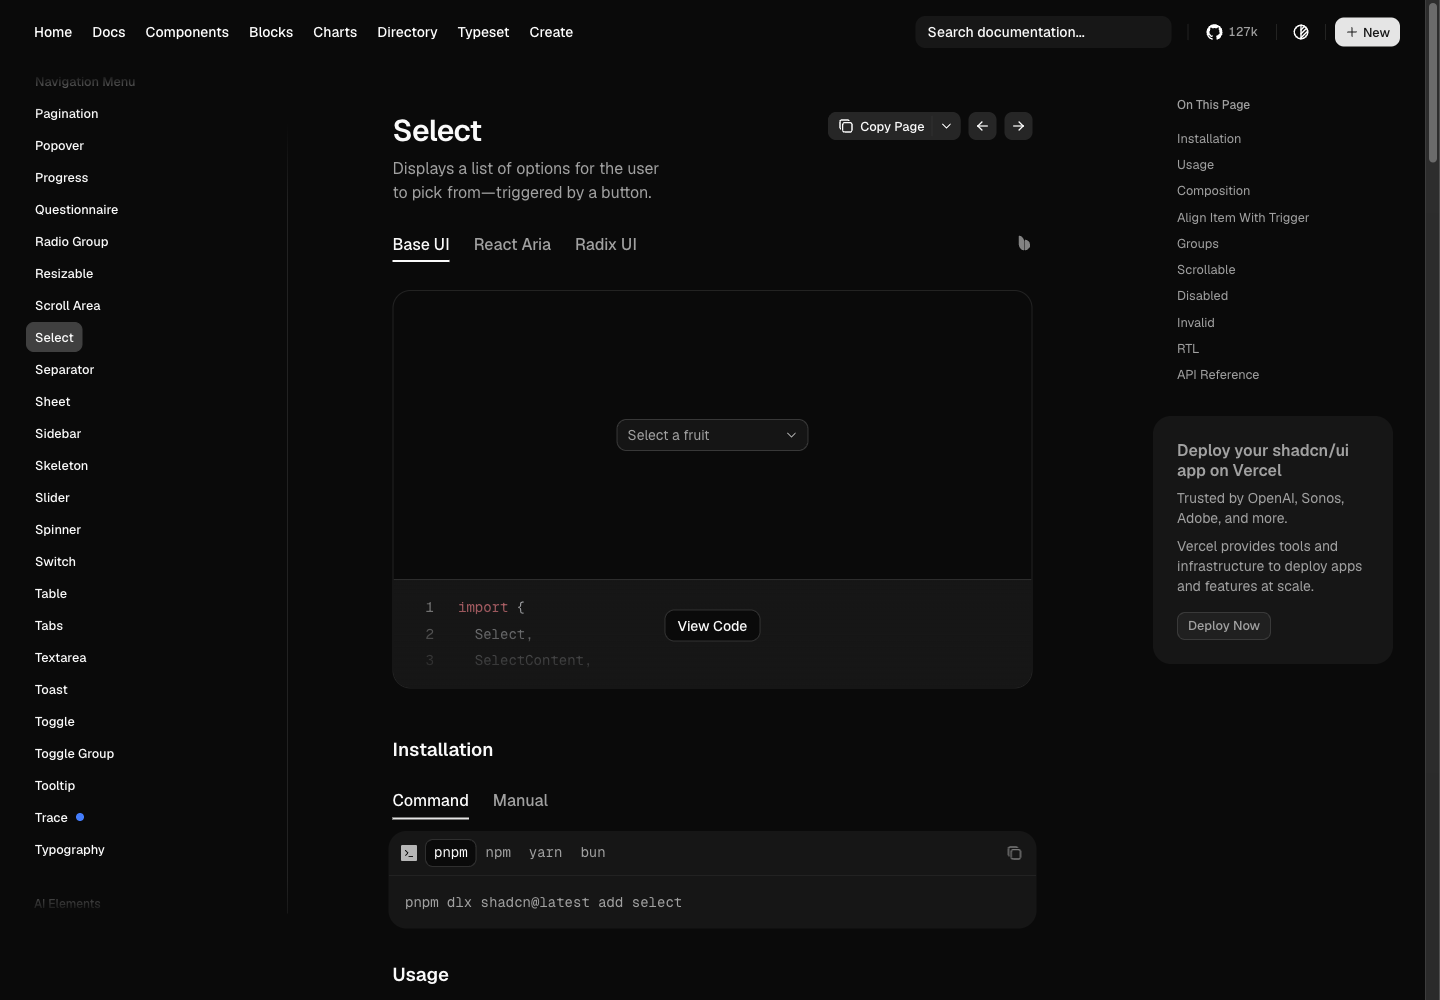 Home Docs Components Blocks Charts Directory Typeset Create
Search documentation...
127k
New
Navigation Menu
Pagination
Popover
Progress
Questionnaire
Radio Group
Resizable
Scroll Area
Select
Separator
Sheet
Sidebar
Skeleton
Slider
Spinner
Switch
Table
Tabs
Textarea
Toast
Toggle
Toggle Group
Tooltip
Trace
Typography
AI Elements
Select
Copy Page
Displays a list of options for the user
to pick from—triggered by a button.
Base UI React Aria Radix UI
Select a fruit
1 import {
2 Select,
3 SelectContent,
View Code
Installation
Command Manual
pnpm npm yarn bun
pnpm dlx shadcn@latest add select
Usage
On This Page
Installation
Usage
Composition
Align Item With Trigger
Groups
Scrollable
Disabled
Invalid
RTL
API Reference
Deploy your shadcn/ui
app on Vercel
Trusted by OpenAI, Sonos,
Adobe, and more.
Vercel provides tools and
infrastructure to deploy apps
and features at scale.
Deploy Now